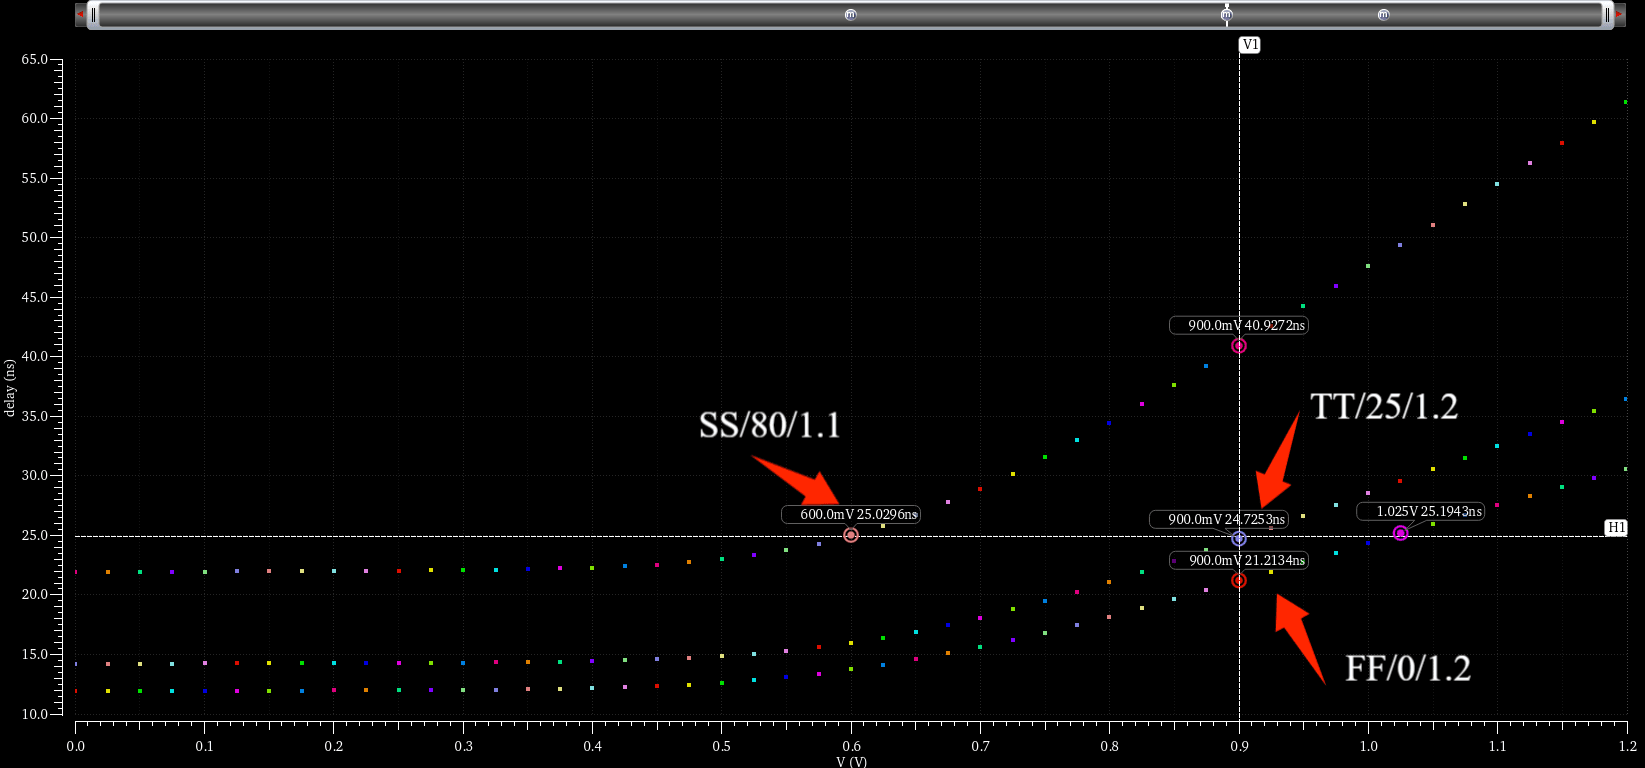 m
m
m
V1
65.0
60.0
55.0
50.0
45.0
900.0mV 40.9272ns
40.0
delay (ns)
TT/25/1.2
SS/80/1.1
35.0
30.0
600.0mV 25.0296ns
900.0mV 24.7253ns
1.025V 25.1943ns
25.0
H1
900.0mV 21.2134ns
20.0
FF/0/1.2
15.0
10.0
0.0 0.1 0.2 0.3 0.4 0.5 0.6 0.7 0.8 0.9 1.0 1.1 1.2
V (V)